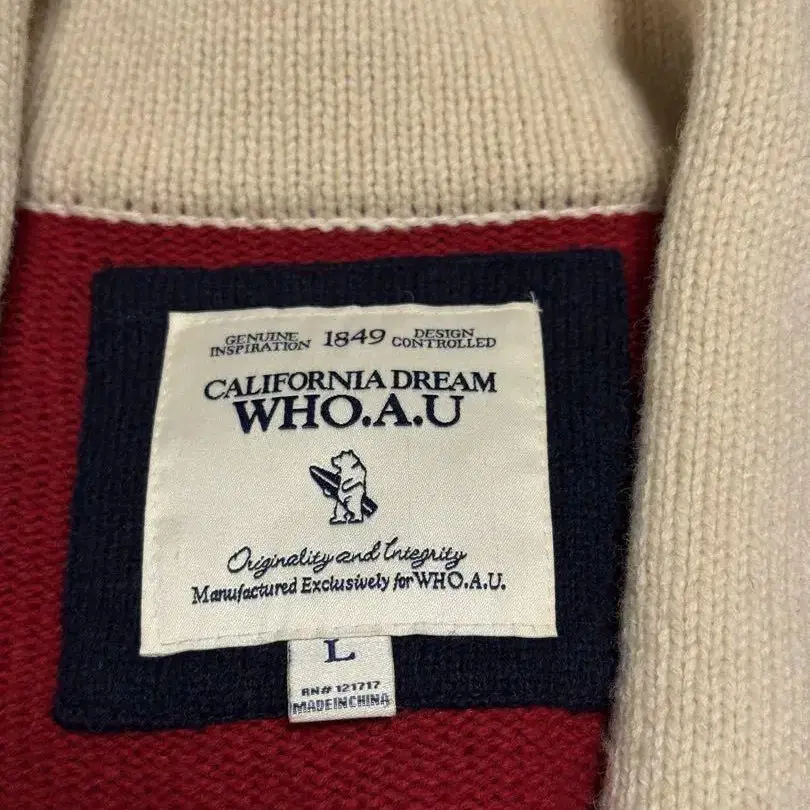 GENUINE INSPIRATION 1849 DESIGN CONTROLLED
CALIFORNIA DREAM
WHO.A.U
Originality and Integrity
Manufactured Exclusively for WHO.A.U.
L
RN# 121717
MADE IN CHINA